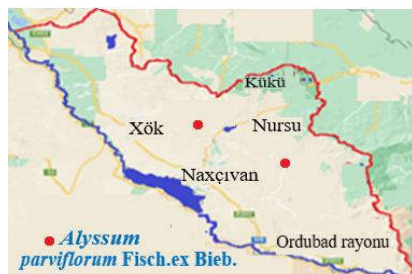 Kükü
Xök
Nursu
Naxçıvan
Ordubad rayonu
Alyssum
parviflorum Fisch.ex Bieb.